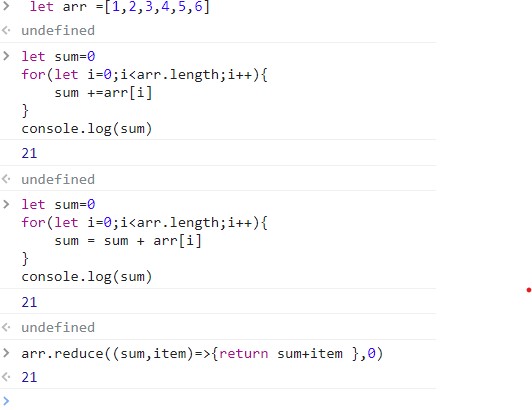 let arr =[1,2,3,4,5,6]
undefined
let sum=0
for(let i=0;i<arr.length;i++){
    sum +=arr[i]
}
console.log(sum)
21
undefined
let sum=0
for(let i=0;i<arr.length;i++){
    sum = sum + arr[i]
}
console.log(sum)
21
undefined
arr.reduce((sum,item)=>{return sum+item },0)
21